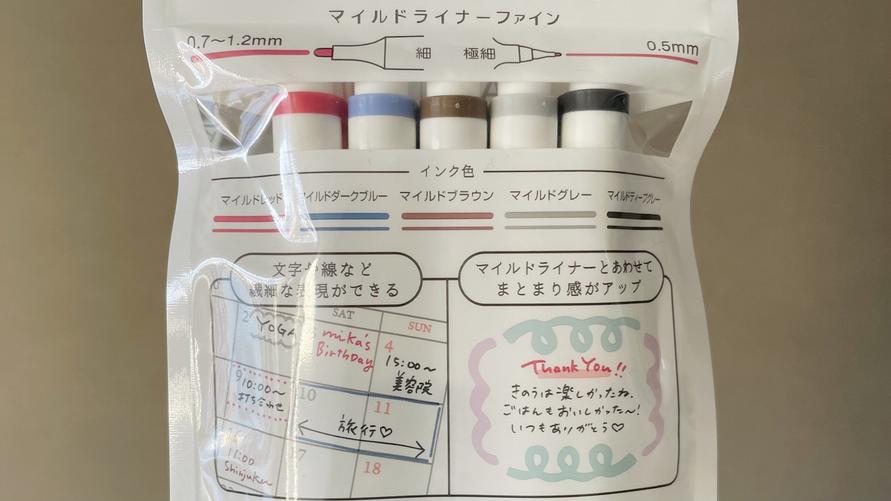 マイルドライナーファイン
0.7〜1.2mm 細 極細 0.5mm
インク色
マイルドレッド マイルドダークブルー マイルドブラウン マイルドグレー マイルドディープグレー
文字や線など
繊細な表現ができる
マイルドライナーとあわせて
まとまり感がアップ
SAT
SUN
2 YOGA
mika's
BirthDay
4
15:00〜
美容院
9
10:00〜
打ち合わせ
10
11
旅行♡
11:00
Shinjuku
17
18
Thank You!!
きのうは楽しかったね.
ごはんもおいしかった〜!
いつもありがとう♡